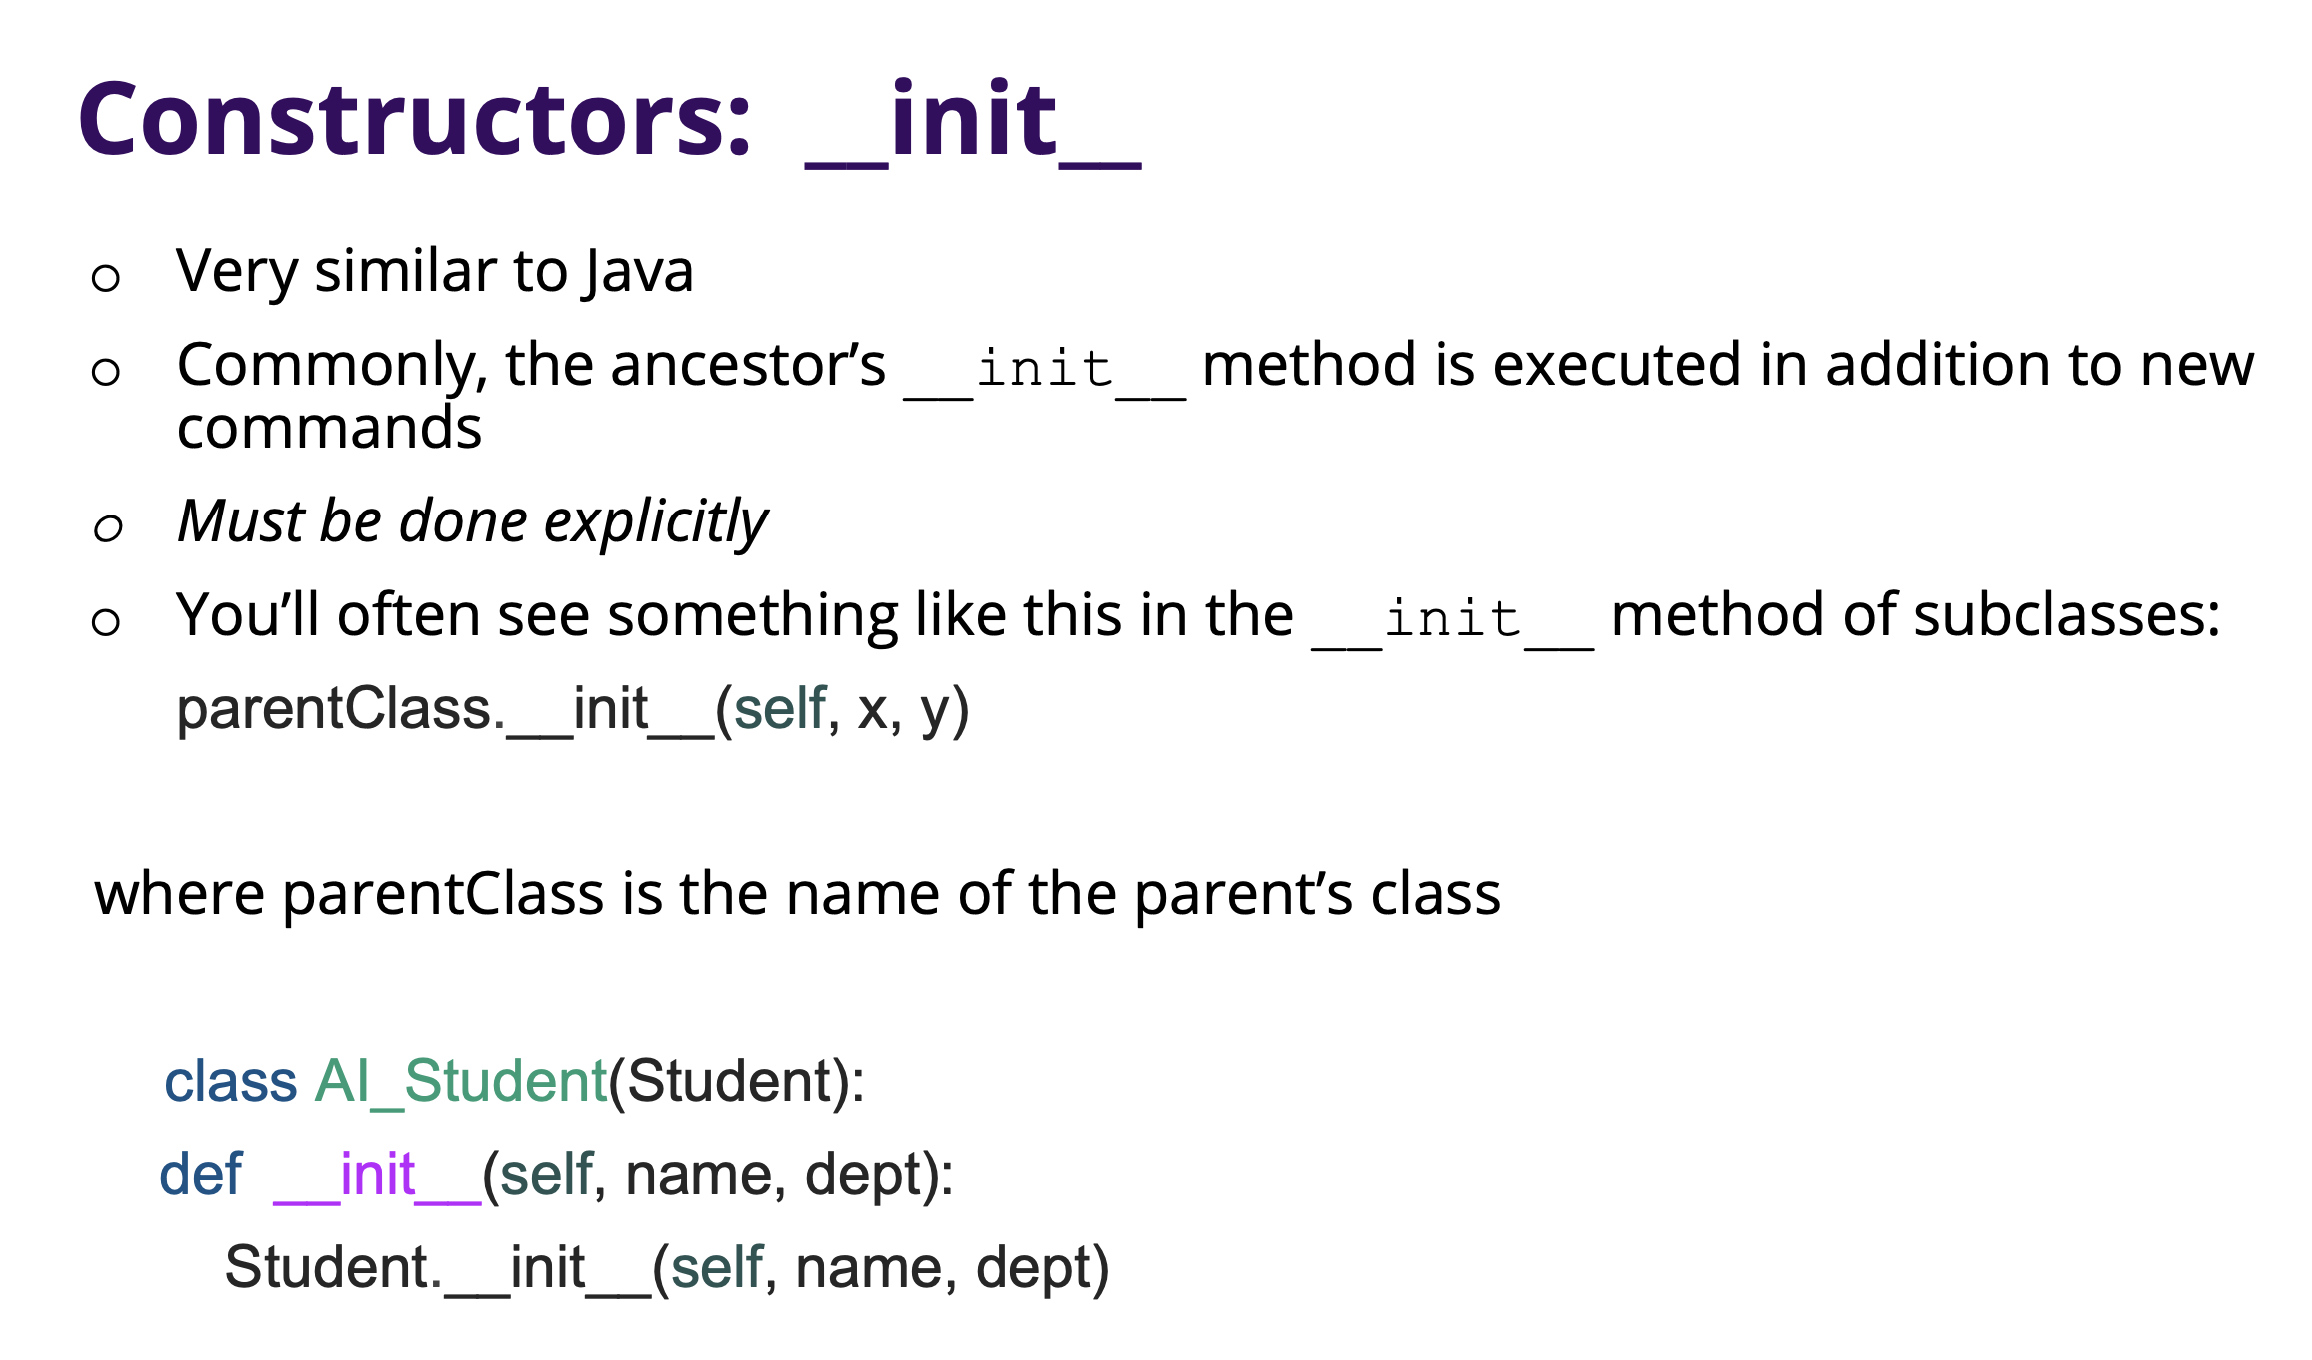 Constructors: __init__
○ Very similar to Java
○ Commonly, the ancestor’s __init__ method is executed in addition to new
commands
○ Must be done explicitly
○ You’ll often see something like this in the __init__ method of subclasses:
parentClass.__init__(self, x, y)
where parentClass is the name of the parent’s class
class AI_Student(Student):
def __init__(self, name, dept):
Student.__init__(self, name, dept)